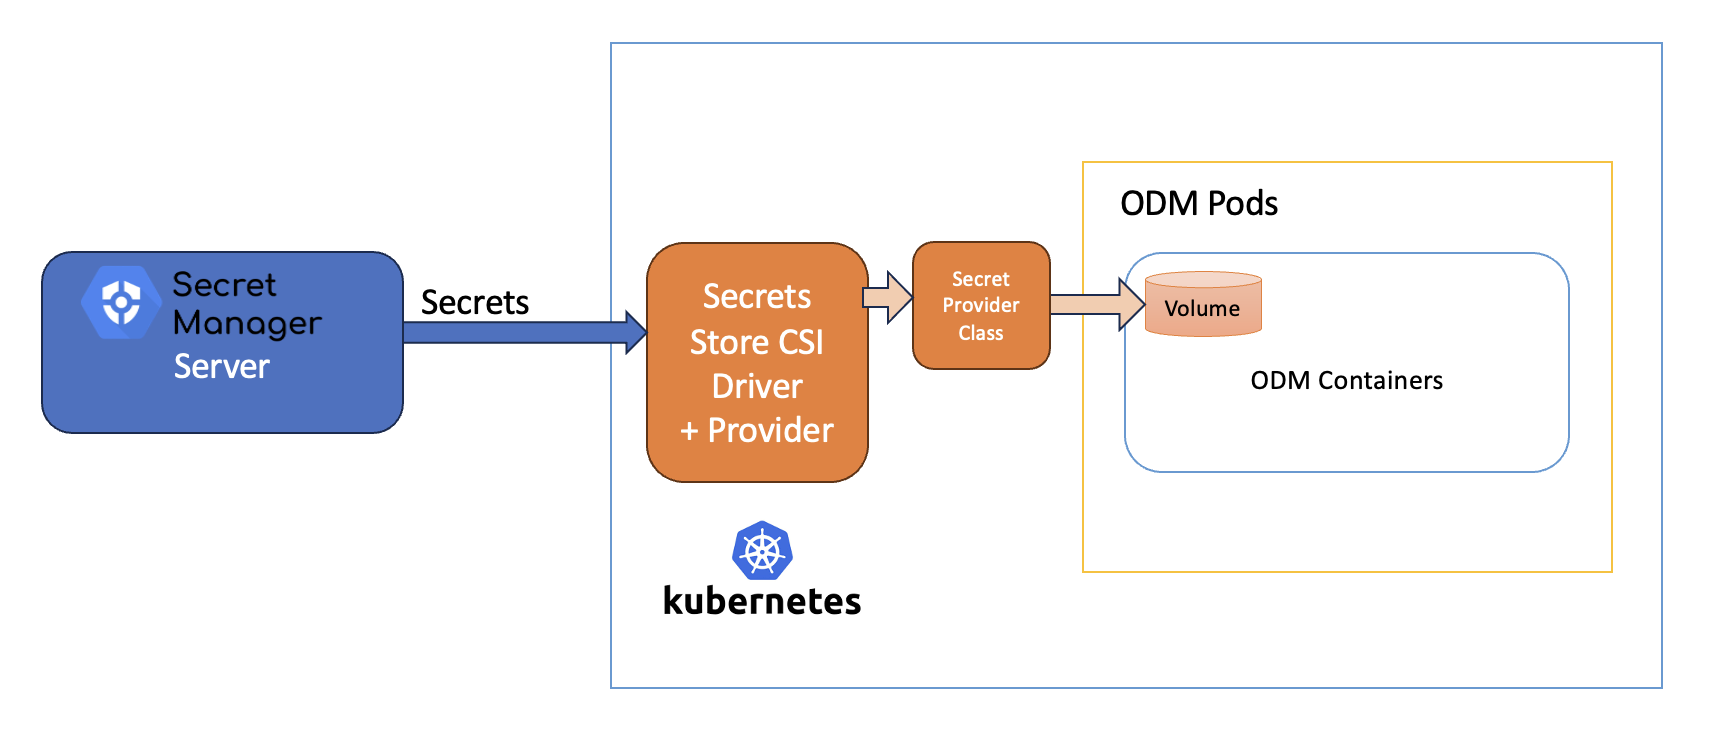 Secret
Manager
Server
Secrets
Secrets
Store CSI
Driver
+ Provider
kubernetes
Secret
Provider
Class
ODM Pods
Volume
ODM Containers